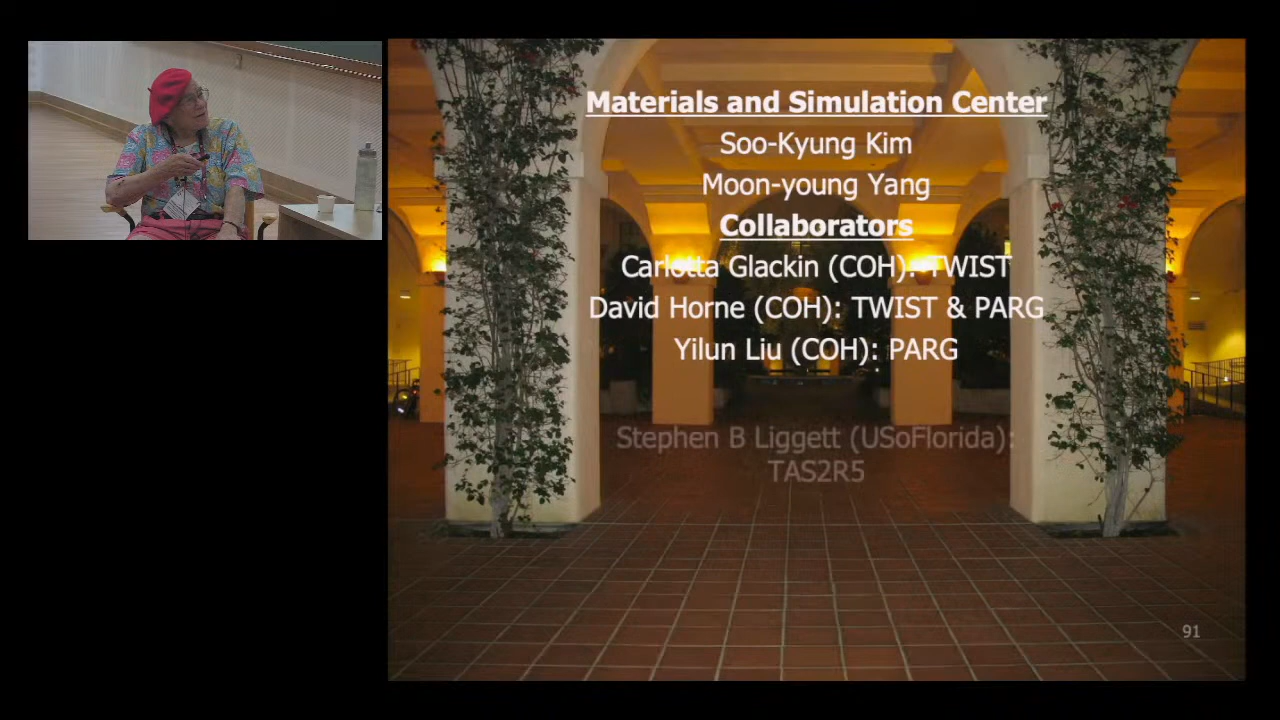 Materials and Simulation Center
Soo-Kyung Kim
Moon-young Yang
Collaborators
Carlotta Glackin (COH): TWIST
David Horne (COH): TWIST & PARG
Yilun Liu (COH): PARG
Stephen B Liggett (USoFlorida):
TAS2R5
91